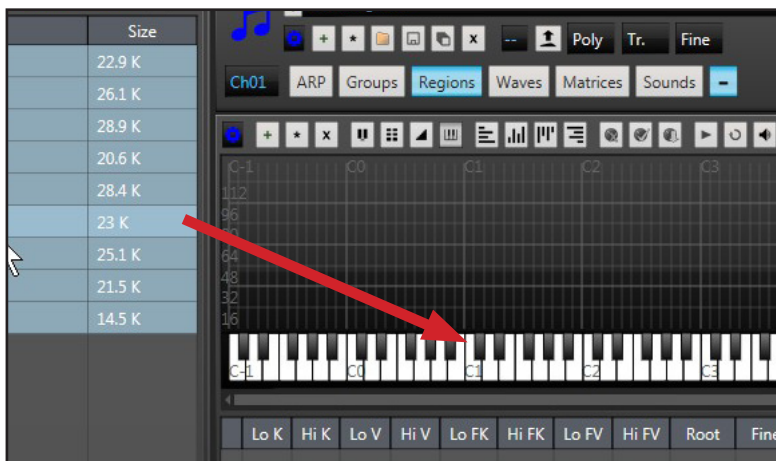 Size
22.9 K
26.1 K
28.9 K
20.6 K
28.4 K
23 K
25.1 K
21.5 K
14.5 K
-- Poly Tr. Fine
Ch01 ARP Groups Regions Waves Matrices Sounds -
C-1 C0 C1 C2 C3
112
96
64
48
32
16
C-1 C0 C1 C2 C3
Lo K Hi K Lo V Hi V Lo FK Hi FK Lo FV Hi FV Root Fine